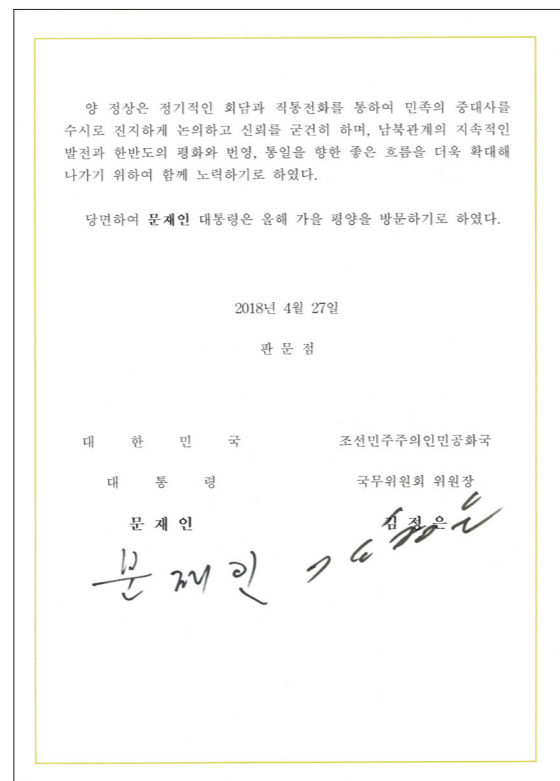 양 정상은 정기적인 회담과 직통전화를 통하여 민족의 중대사를
수시로 진지하게 논의하고 신뢰를 굳건히 하며, 남북관계의 지속적인
발전과 한반도의 평화와 번영, 통일을 향한 좋은 흐름을 더욱 확대해
나가기 위하여 함께 노력하기로 하였다.
당면하여 문재인 대통령은 올해 가을 평양을 방문하기로 하였다.
2018년 4월 27일
판 문 점
대 한 민 국
대 통 령
문 재 인
문 재 인
조선민주주의인민공화국
국무위원회 위원장
김 정 은
김정은